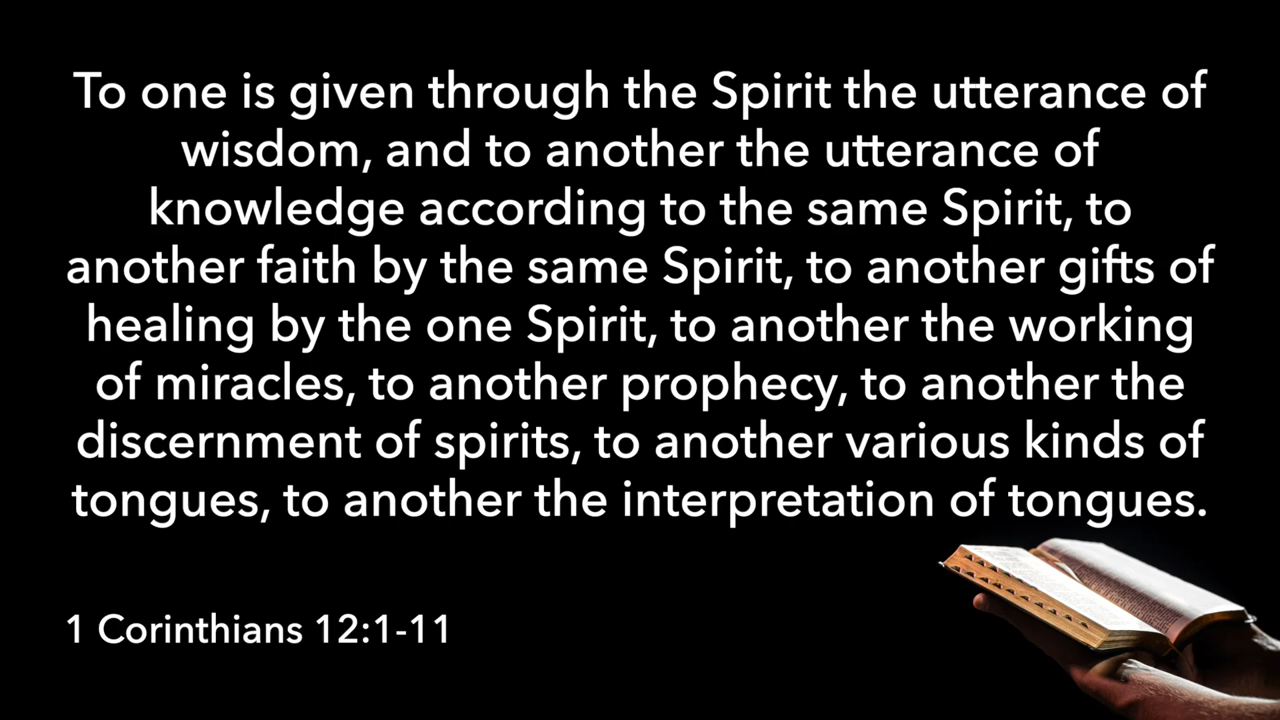 To one is given through the Spirit the utterance of
wisdom, and to another the utterance of
knowledge according to the same Spirit, to
another faith by the same Spirit, to another gifts of
healing by the one Spirit, to another the working
of miracles, to another prophecy, to another the
discernment of spirits, to another various kinds of
tongues, to another the interpretation of tongues.
1 Corinthians 12:1-11